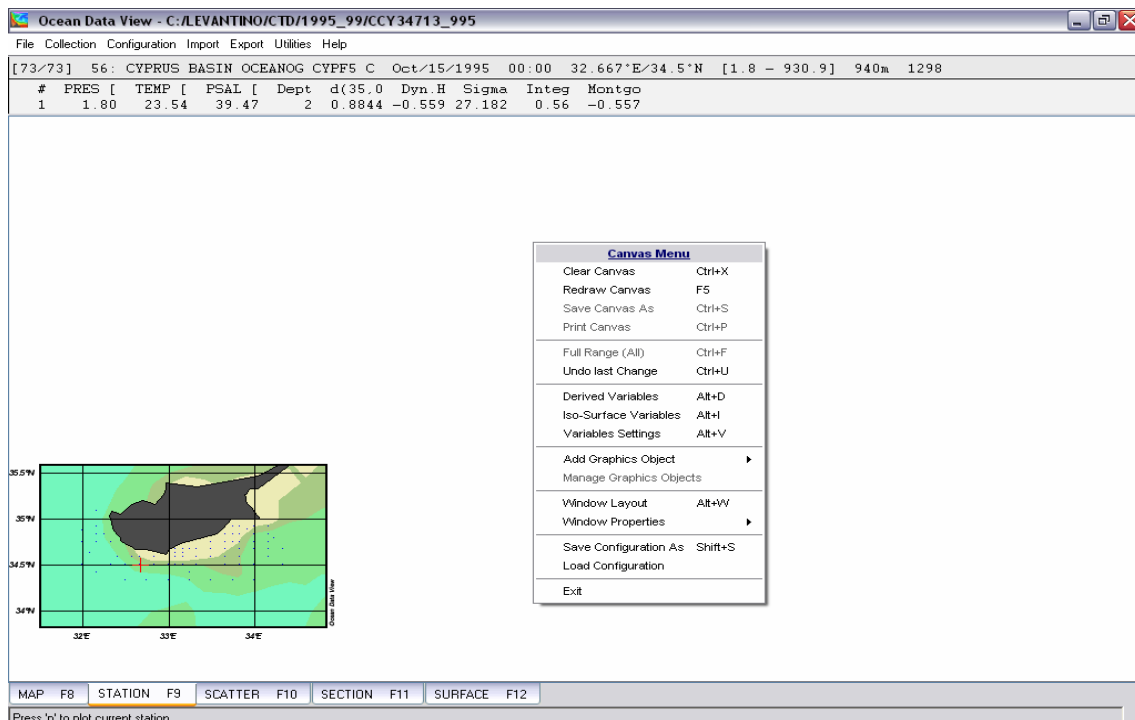 Ocean Data View - C:/LEVANTINO/CTD/1995_99/CCY34713_995
File Collection Configuration Import Export Utilities Help
[73/73] 56: CYPRUS BASIN OCEANOG CYPF5 C Oct/15/1995 00:00 32.667°E/34.5°N [1.8 - 930.9] 940m 1298
# PRES [ TEMP [ PSAL [ Dept d(35,0 Dyn.H Sigma Integ Montgo
1 1.80 23.54 39.47 2 0.8844 -0.559 27.182 0.56 -0.557
Canvas Menu
Clear Canvas Ctrl+X
Redraw Canvas F5
Save Canvas As Ctrl+S
Print Canvas Ctrl+P
Full Range (All) Ctrl+F
Undo last Change Ctrl+U
Derived Variables Alt+D
Iso-Surface Variables Alt+I
Variables Settings Alt+V
Add Graphics Object
Manage Graphics Objects
Window Layout Alt+W
Window Properties
Save Configuration As Shift+S
Load Configuration
Exit
35.5°N
35°N
34.5°N
34°N
32°E 33°E 34°E
Ocean Data View
MAP F8 STATION F9 SCATTER F10 SECTION F11 SURFACE F12
Press 'n' to plot current station